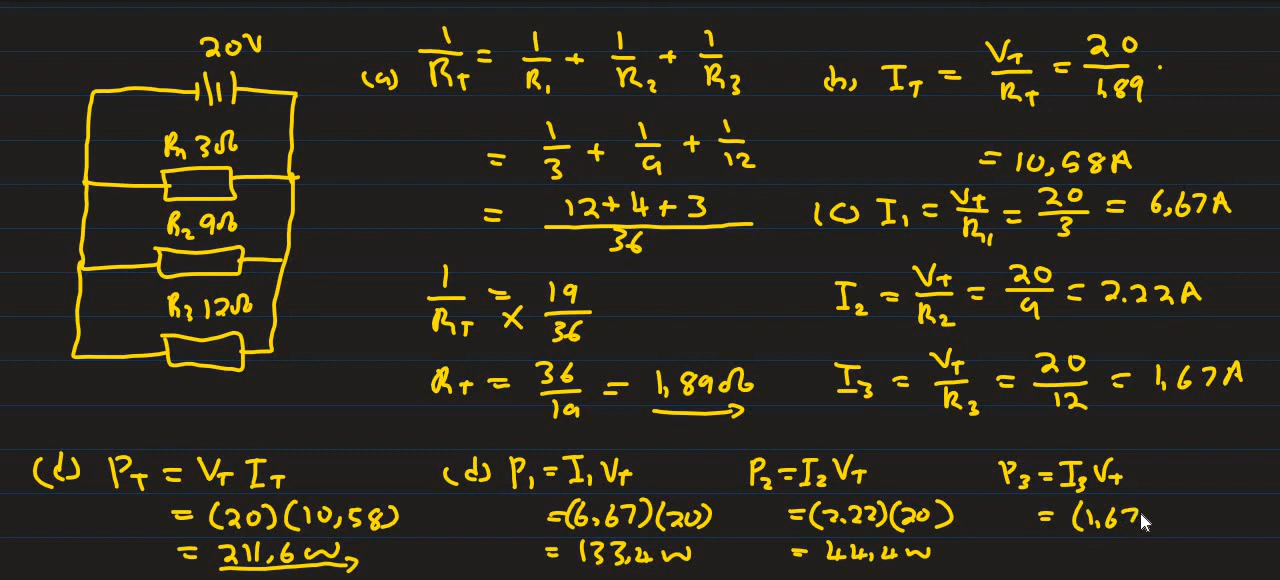 20V
R1 3Ω
R2 9Ω
R3 12Ω
(a) 1/RT = 1/R1 + 1/R2 + 1/R3
= 1/3 + 1/9 + 1/12
= (12+4+3)/36
1/RT =× 19/36
RT = 36/19 = 1,89Ω
(b) IT = VT/RT = 20/1,89 .
= 10,58A
(c) I1 = VT/R1 = 20/3 = 6,67A
I2 = VT/R2 = 20/9 = 2.22A
I3 = VT/R3 = 20/12 = 1,67A
(d) PT = VT IT
= (20)(10,58)
= 211,6W
(d) P1 = I1 VT
=(6,67)(20)
= 133,4W
P2 = I2 VT
=(2.22)(20)
= 44,4W
P3 = I3 VT
= (1,67